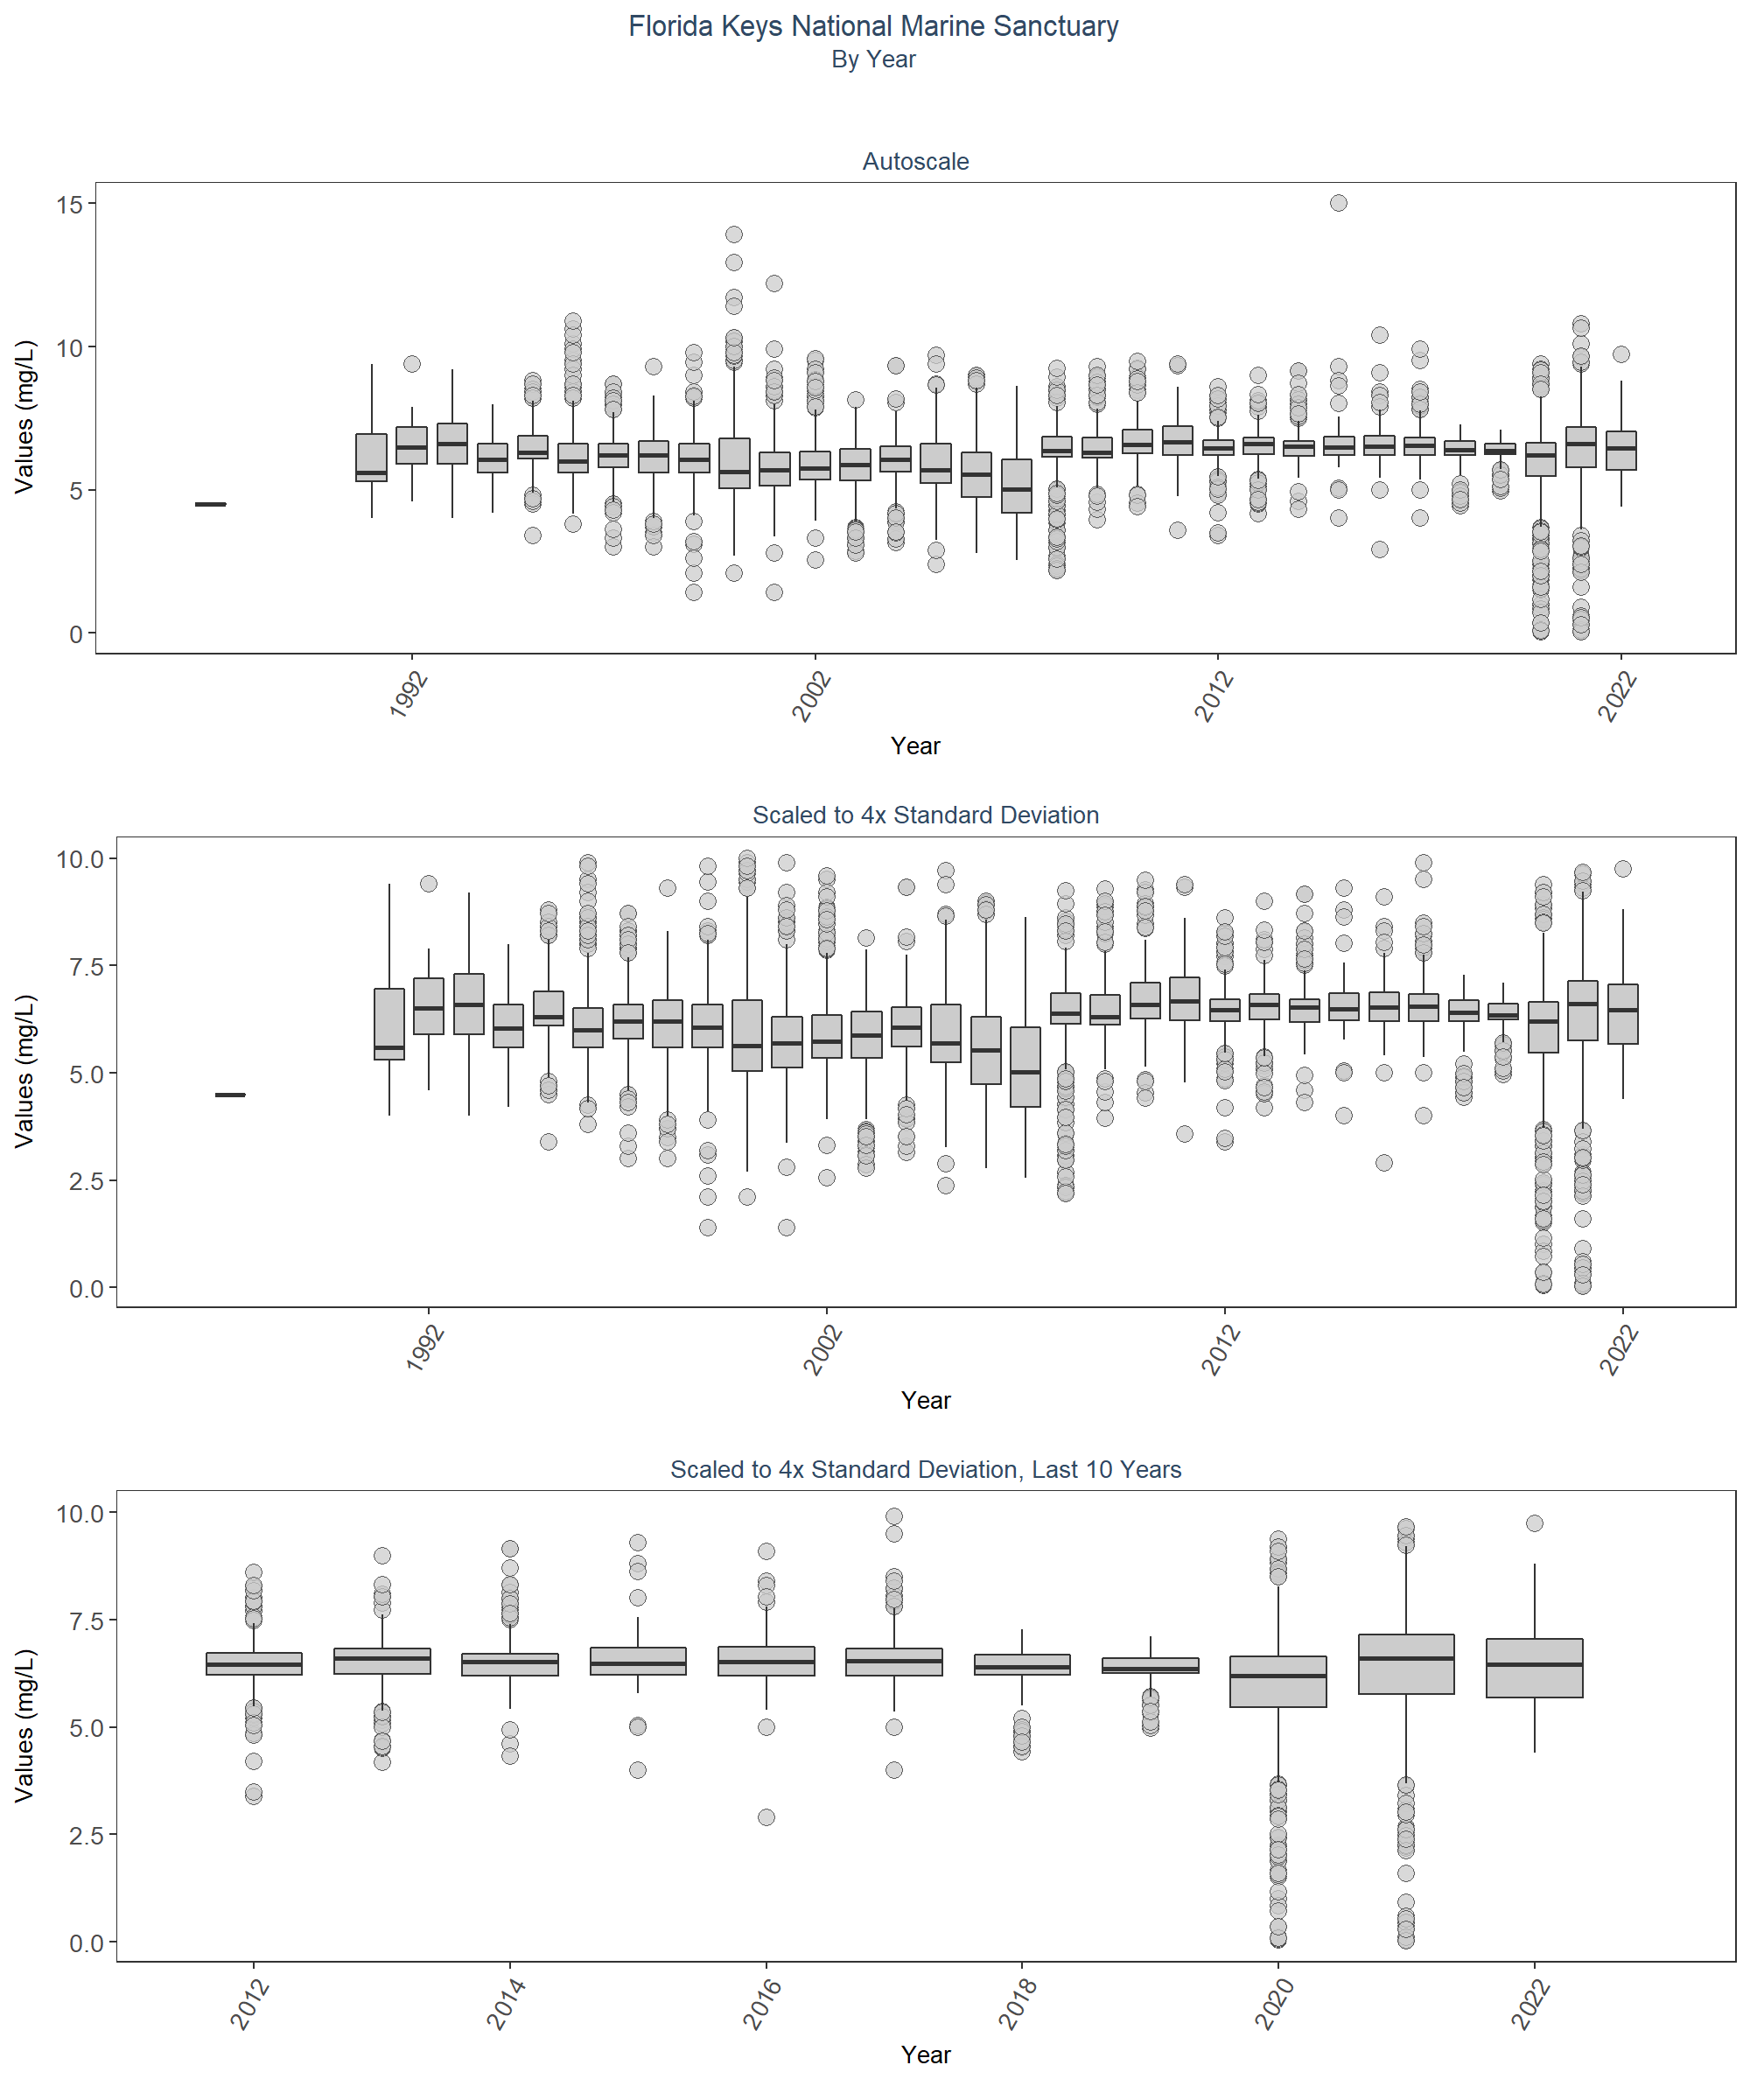 Florida Keys National Marine Sanctuary
By Year
Autoscale
Values (mg/L)
15
10
5
0
1992
2002
2012
2022
Year
Scaled to 4x Standard Deviation
Values (mg/L)
10.0
7.5
5.0
2.5
0.0
1992
2002
2012
2022
Year
Scaled to 4x Standard Deviation, Last 10 Years
Values (mg/L)
10.0
7.5
5.0
2.5
0.0
2012
2014
2016
2018
2020
2022
Year